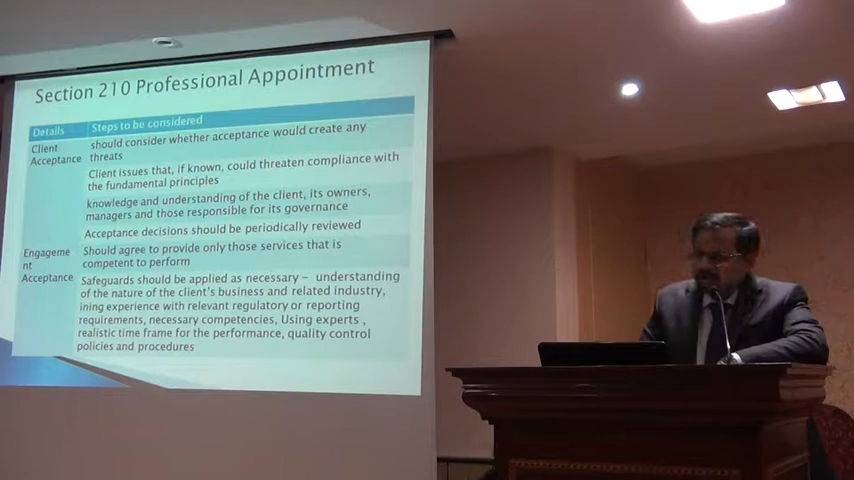 Section 210 Professional Appointment
Details Steps to be considered
Client Acceptance should consider whether acceptance would create any
threats
Client issues that, if known, could threaten compliance with
the fundamental principles
knowledge and understanding of the client, its owners,
managers and those responsible for its governance
Acceptance decisions should be periodically reviewed
Engageme
nt
Acceptance Should agree to provide only those services that is
competent to perform
Safeguards should be applied as necessary – understanding
of the nature of the client's business and related industry,
ining experience with relevant regulatory or reporting
requirements, necessary competencies, Using experts ,
realistic time frame for the performance, quality control
policies and procedures